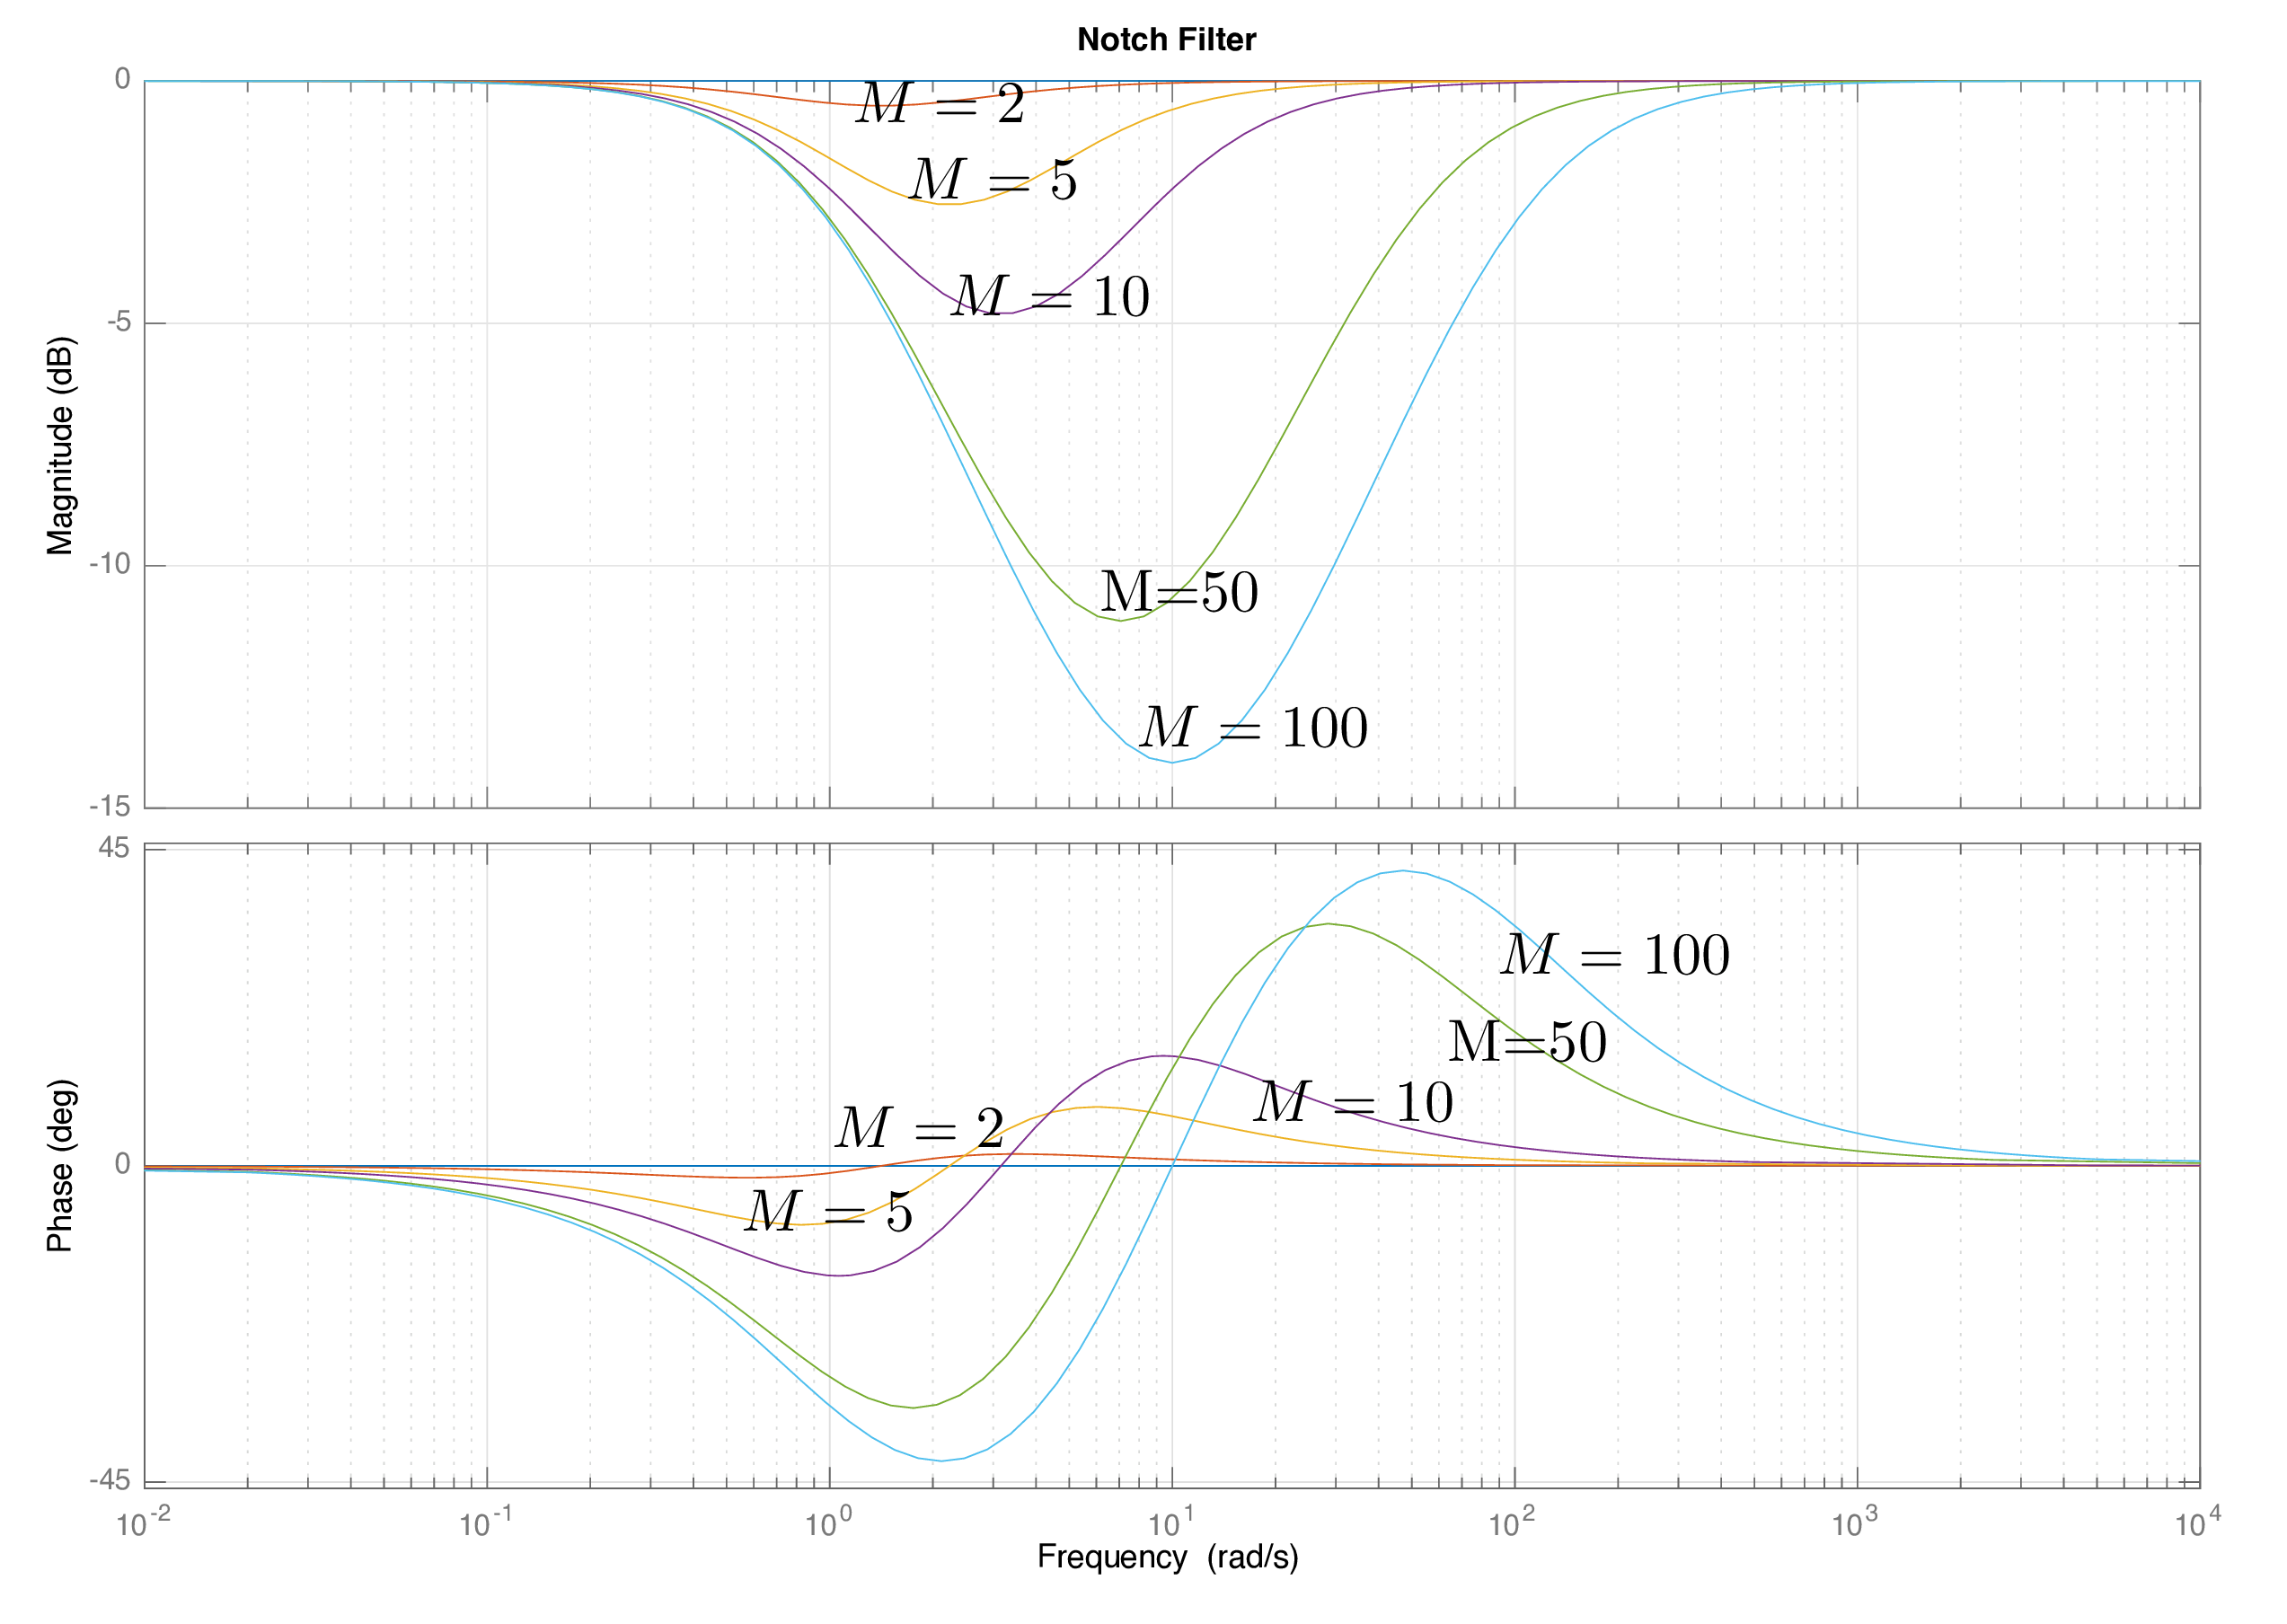 Notch Filter
0
M = 2
M = 5
M = 10
-5
Magnitude (dB)
-10
M=50
M = 100
-15
45
M = 100
M=50
M = 10
M = 2
0
M = 5
Phase (deg)
-45
10^-2 10^-1 10^0 10^1 10^2 10^3 10^4
Frequency (rad/s)